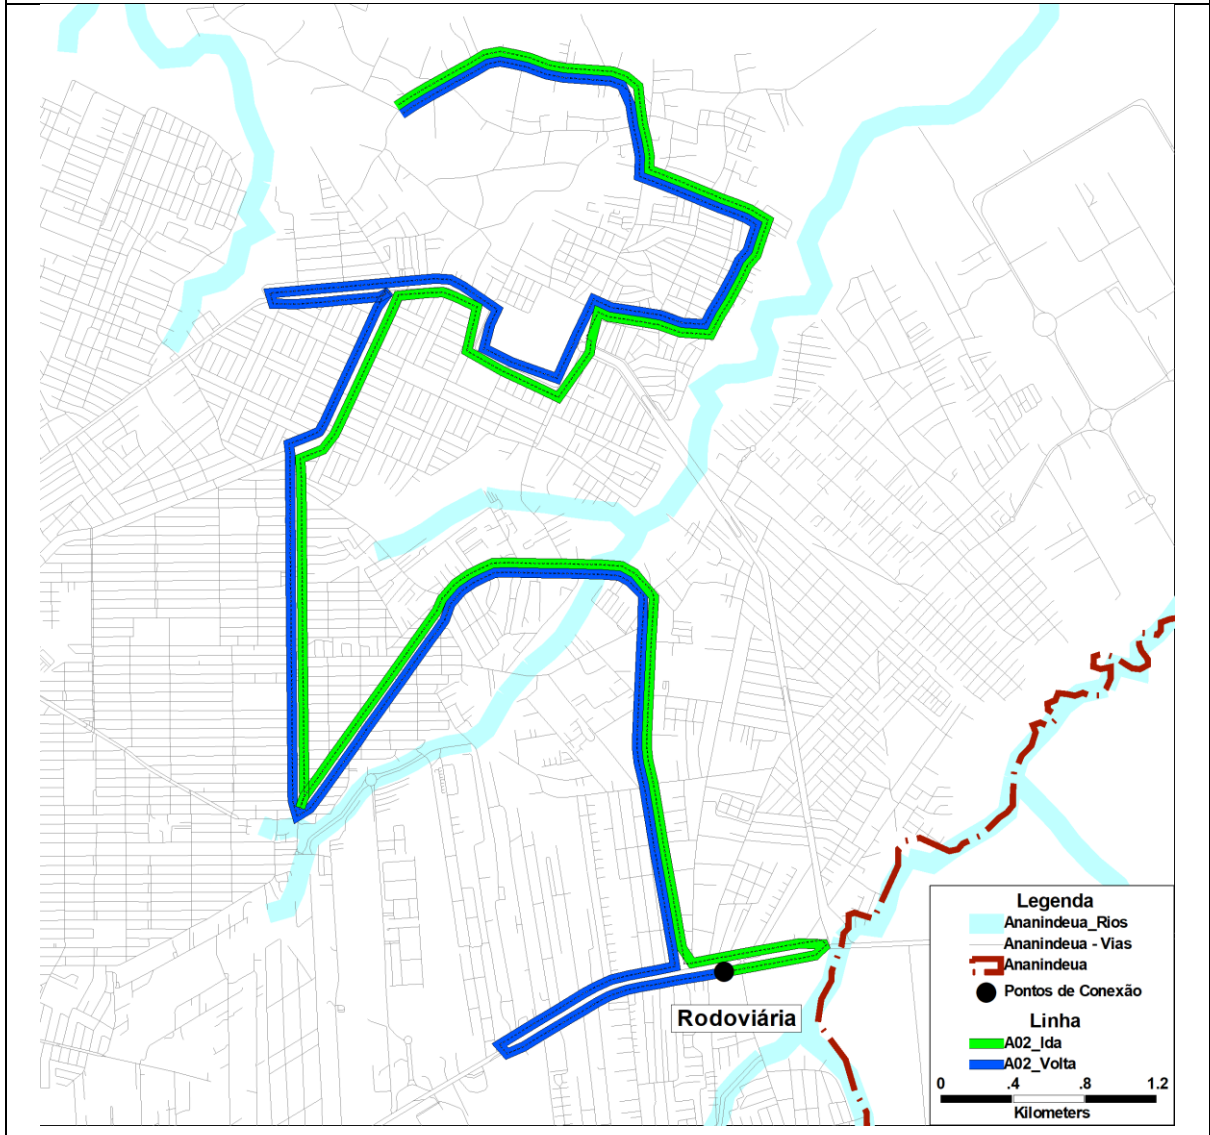 Rodoviária
Legenda
Ananindeua_Rios
Ananindeua - Vias
Ananindeua
Pontos de Conexão
Linha
A02_Ida
A02_Volta
0 .4 .8 1.2
Kilometers